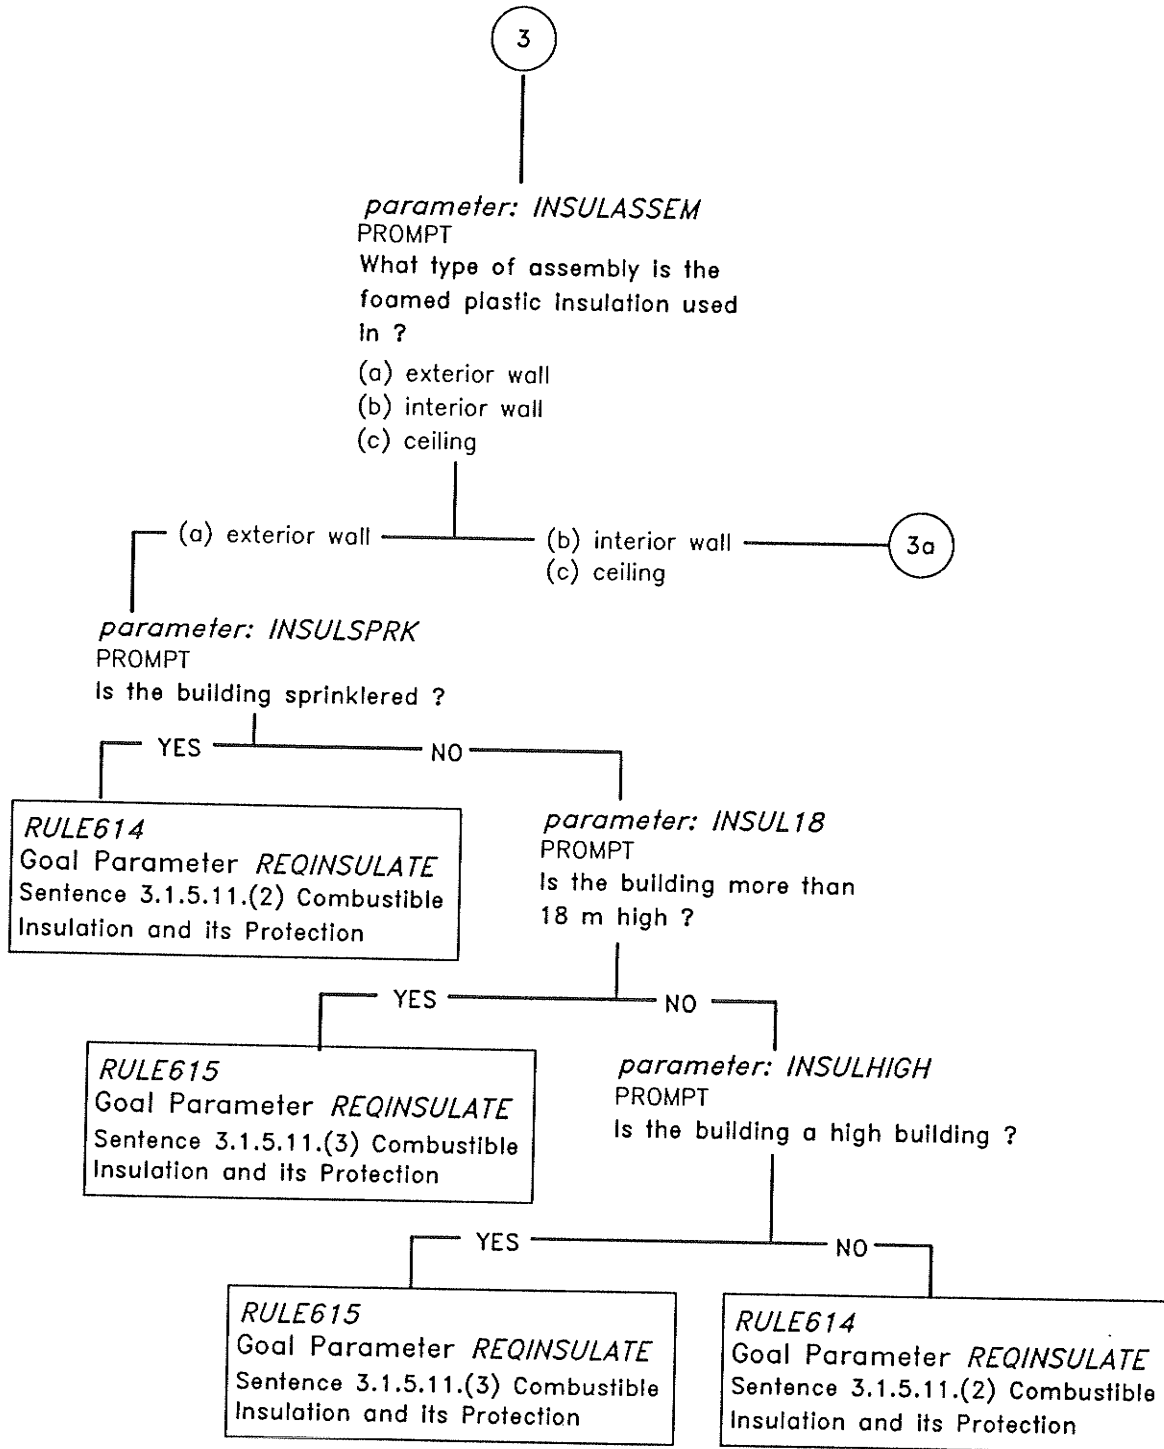 3
parameter: INSULASSEM
PROMPT
What type of assembly is the
foamed plastic insulation used
in ?
(a) exterior wall
(b) interior wall
(c) ceiling
(a) exterior wall
(b) interior wall
(c) ceiling
3a
parameter: INSULSPRK
PROMPT
Is the building sprinklered ?
YES
NO
RULE614
Goal Parameter REQINSULATE
Sentence 3.1.5.11.(2) Combustible
Insulation and its Protection
parameter: INSUL18
PROMPT
Is the building more than
18 m high ?
YES
NO
RULE615
Goal Parameter REQINSULATE
Sentence 3.1.5.11.(3) Combustible
Insulation and its Protection
parameter: INSULHIGH
PROMPT
Is the building a high building ?
YES
NO
RULE615
Goal Parameter REQINSULATE
Sentence 3.1.5.11.(3) Combustible
Insulation and its Protection
RULE614
Goal Parameter REQINSULATE
Sentence 3.1.5.11.(2) Combustible
Insulation and its Protection